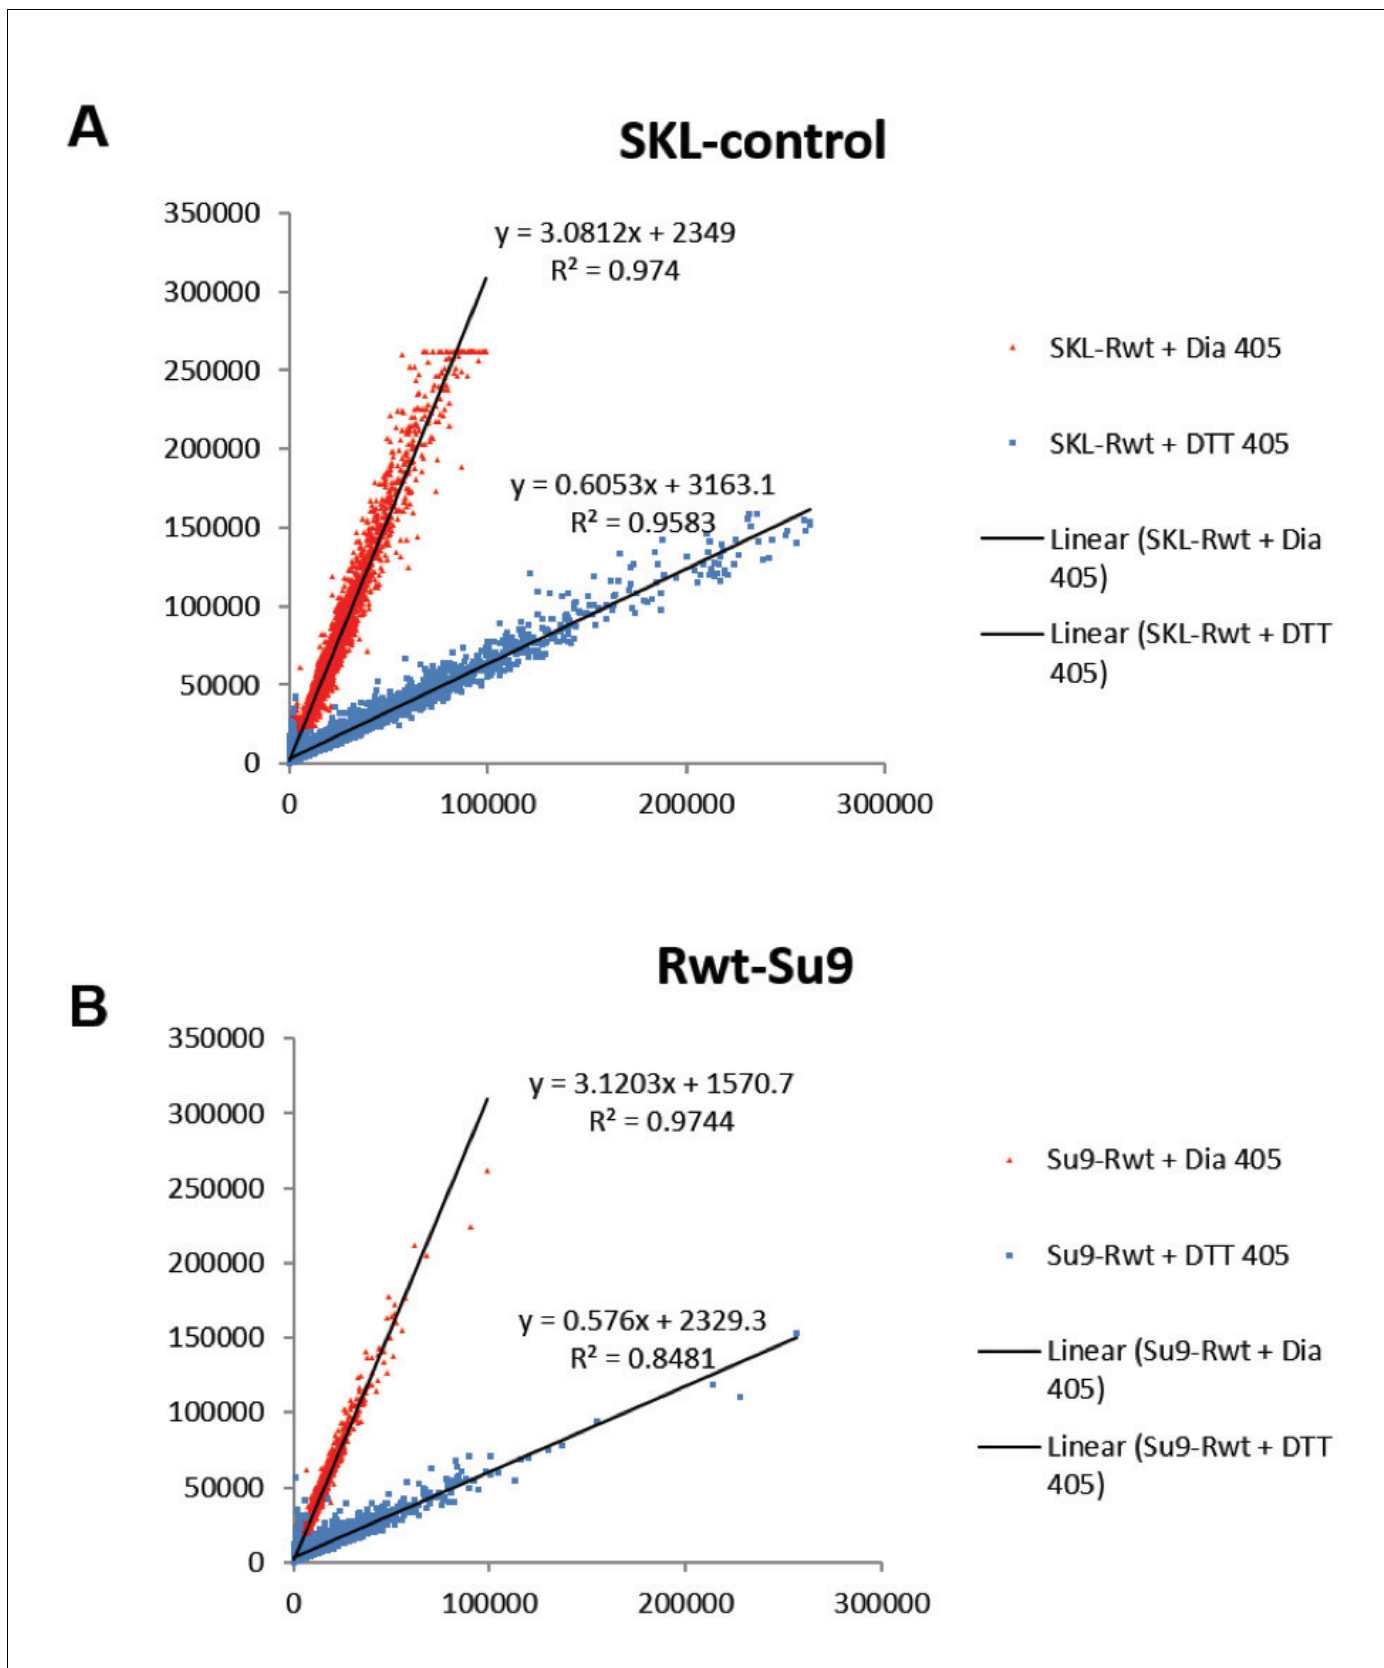 A
SKL-control
350000
300000
250000
200000
150000
100000
50000
0
0
100000
200000
300000
y = 3.0812x + 2349
R² = 0.974
y = 0.6053x + 3163.1
R² = 0.9583
SKL-Rwt + Dia 405
SKL-Rwt + DTT 405
Linear (SKL-Rwt + Dia
405)
Linear (SKL-Rwt + DTT
405)
B
Rwt-Su9
350000
300000
250000
200000
150000
100000
50000
0
0
100000
200000
300000
y = 3.1203x + 1570.7
R² = 0.9744
y = 0.576x + 2329.3
R² = 0.8481
Su9-Rwt + Dia 405
Su9-Rwt + DTT 405
Linear (Su9-Rwt + Dia
405)
Linear (Su9-Rwt + DTT
405)